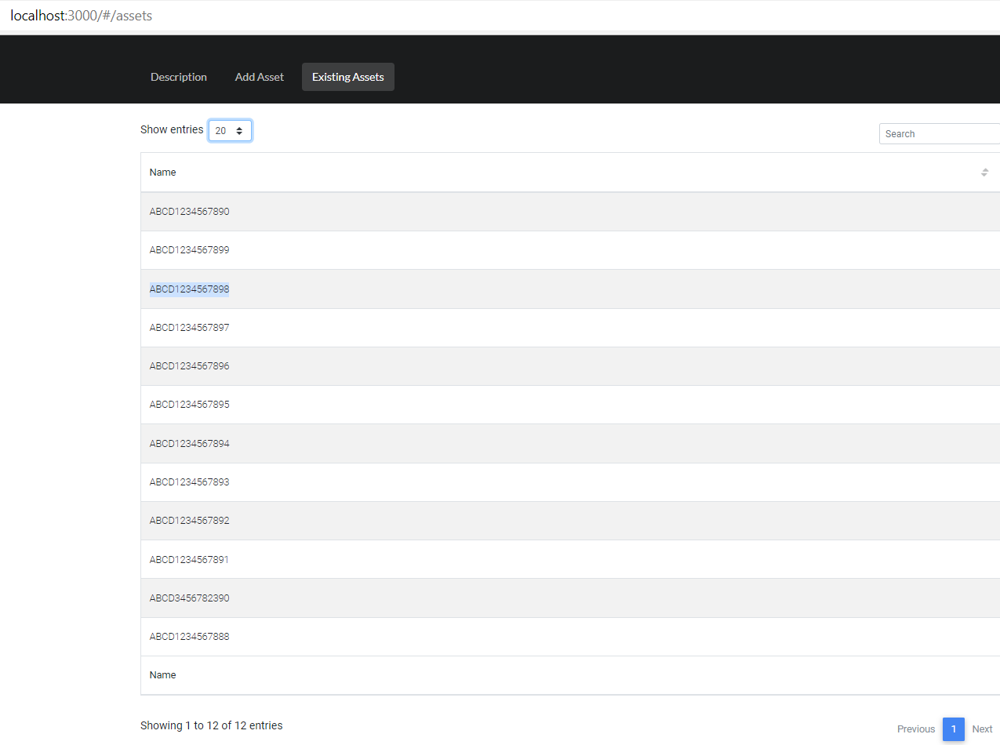 localhost:3000/#/assets
Description Add Asset Existing Assets
Show entries 20 Search
Name
ABCD1234567890
ABCD1234567899
ABCD1234567898
ABCD1234567897
ABCD1234567896
ABCD1234567895
ABCD1234567894
ABCD1234567893
ABCD1234567892
ABCD1234567891
ABCD3456782390
ABCD1234567888
Name
Showing 1 to 12 of 12 entries
Previous 1 Next